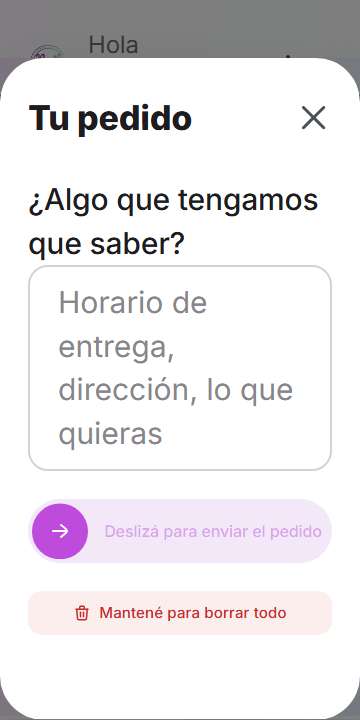 Hola
Tu pedido
¿Algo que tengamos
que saber?
Horario de
entrega,
dirección, lo que
quieras
Deslizá para enviar el pedido
Mantené para borrar todo